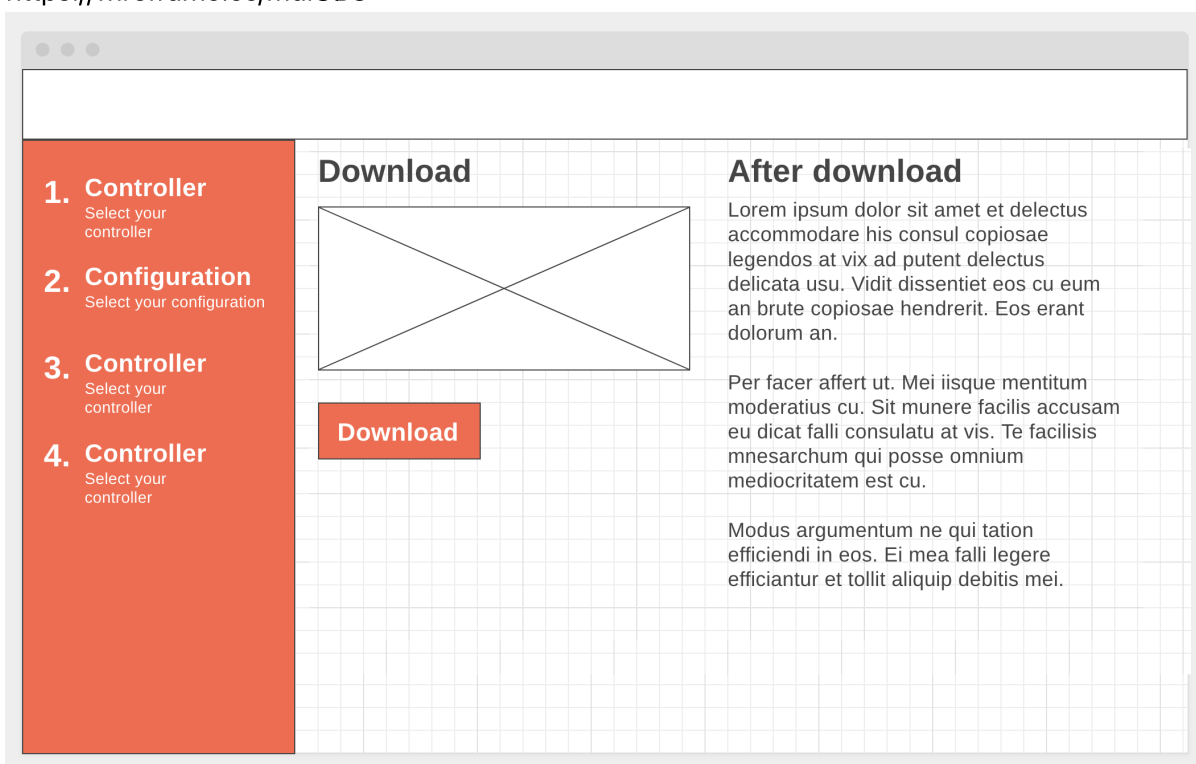 1. Controller
Select your
controller
2. Configuration
Select your configuration
3. Controller
Select your
controller
4. Controller
Select your
controller
Download
Download
After download
Lorem ipsum dolor sit amet et delectus
accommodare his consul copiosae
legendos at vix ad putent delectus
delicata usu. Vidit dissentiet eos cu eum
an brute copiosae hendrerit. Eos erant
dolorum an.
Per facer affert ut. Mei iisque mentitum
moderatius cu. Sit munere facilis accusam
eu dicat falli consulatu at vis. Te facilisis
mnesarchum qui posse omnium
mediocritatem est cu.
Modus argumentum ne qui tation
efficiendi in eos. Ei mea falli legere
efficiantur et tollit aliquip debitis mei.